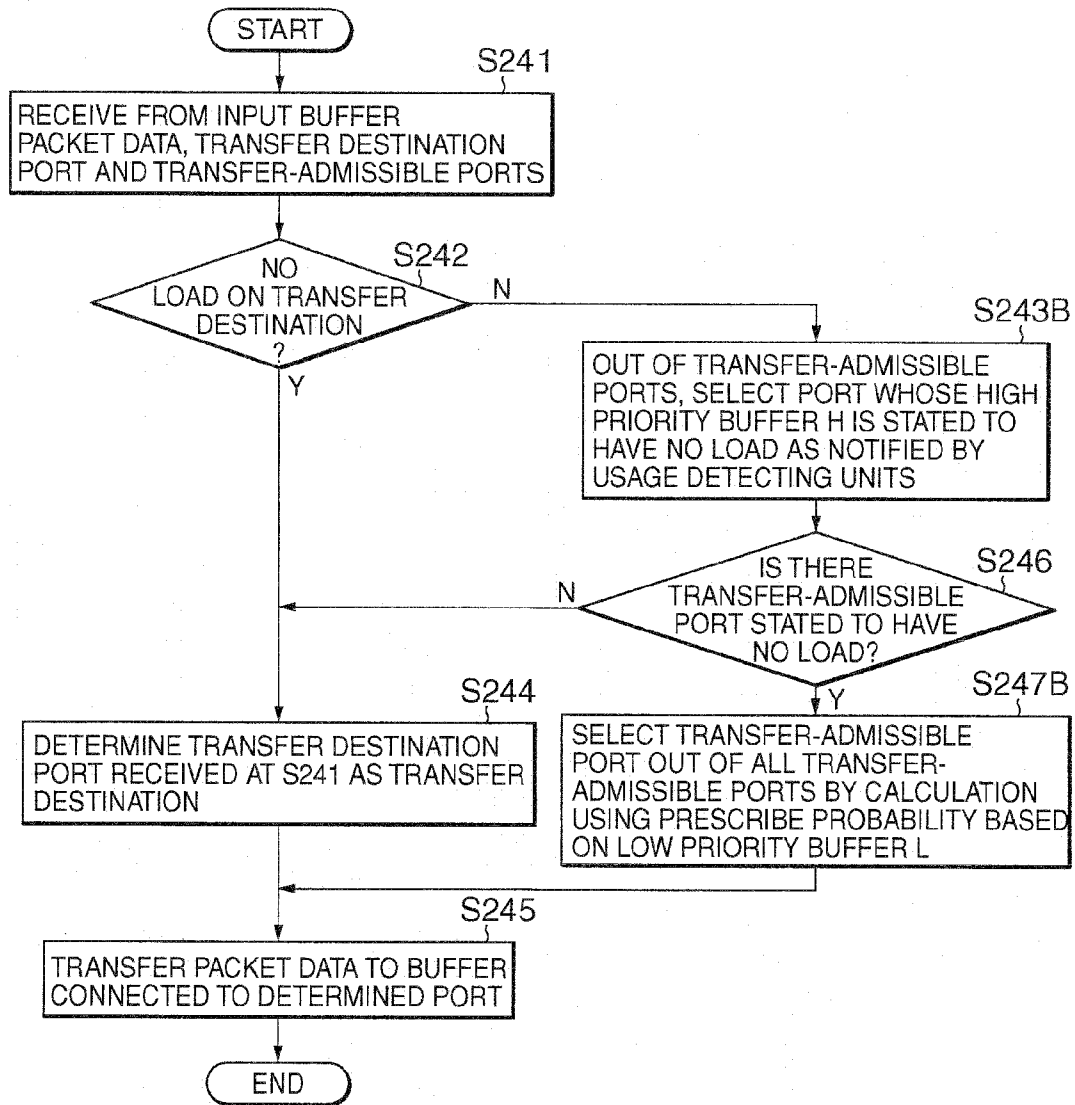 START
S241
RECEIVE FROM INPUT BUFFER
PACKET DATA, TRANSFER DESTINATION
PORT AND TRANSFER-ADMISSIBLE PORTS
S242
NO
LOAD ON TRANSFER
DESTINATION
?
N
Y
S243B
OUT OF TRANSFER-ADMISSIBLE
PORTS, SELECT PORT WHOSE HIGH
PRIORITY BUFFER H IS STATED TO
HAVE NO LOAD AS NOTIFIED BY
USAGE DETECTING UNITS
S246
IS THERE
TRANSFER-ADMISSIBLE
PORT STATED TO HAVE
NO LOAD?
N
Y
S247B
SELECT TRANSFER-ADMISSIBLE
PORT OUT OF ALL TRANSFER-
ADMISSIBLE PORTS BY CALCULATION
USING PRESCRIBE PROBABILITY BASED
ON LOW PRIORITY BUFFER L
S244
DETERMINE TRANSFER DESTINATION
PORT RECEIVED AT S241 AS TRANSFER
DESTINATION
S245
TRANSFER PACKET DATA TO BUFFER
CONNECTED TO DETERMINED PORT
END